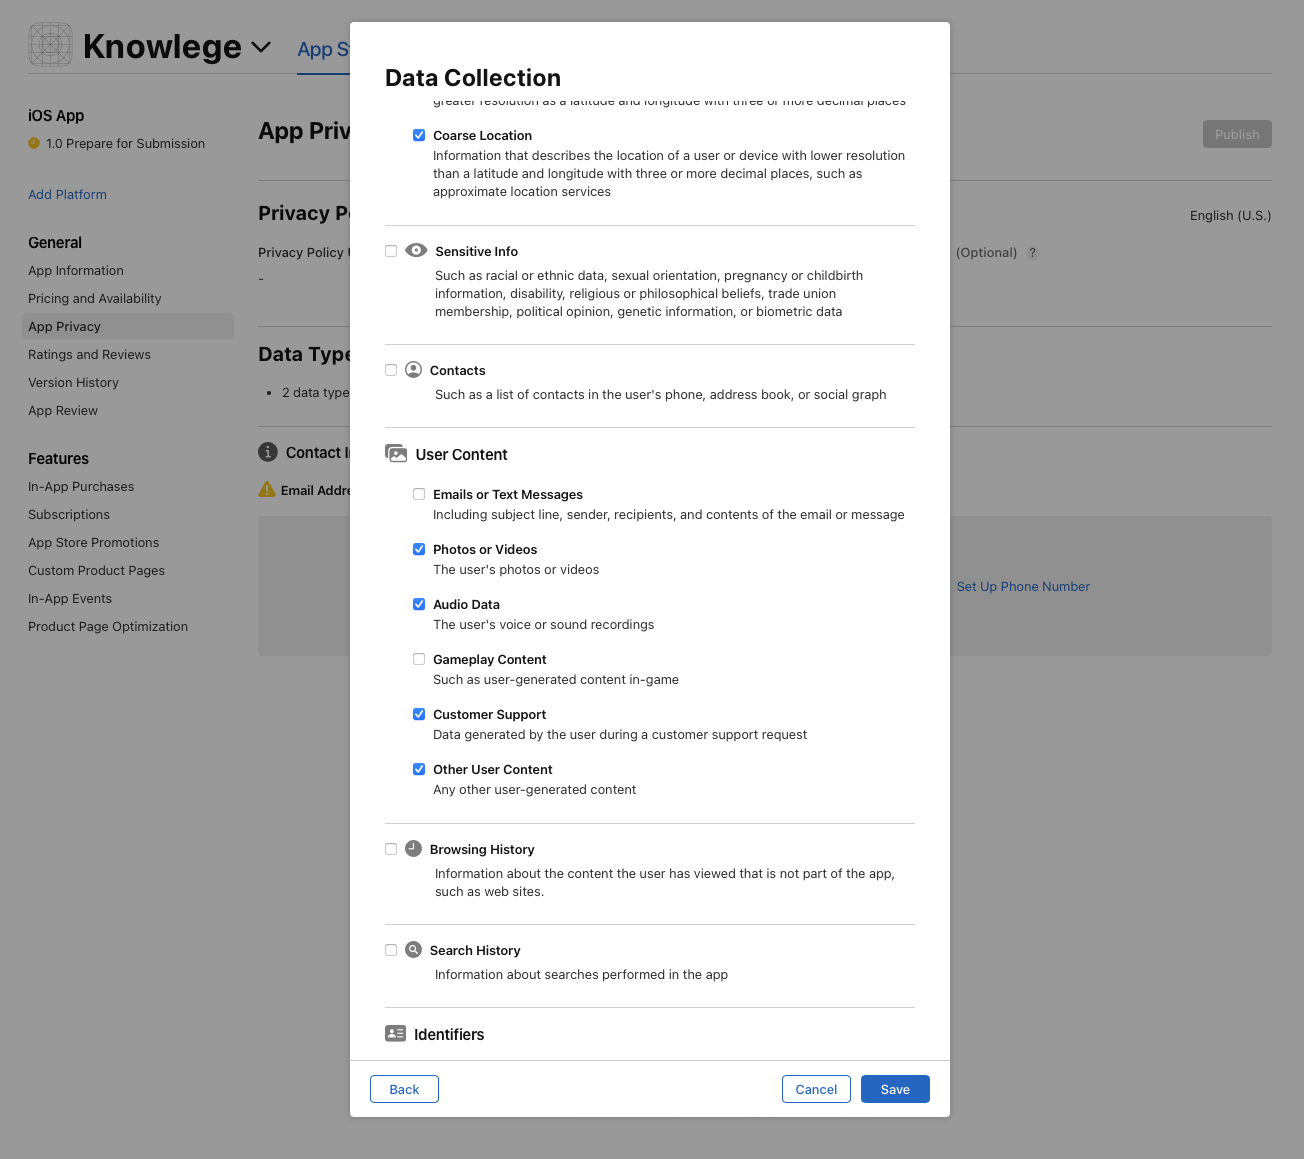 Knowlege
App S
iOS App
1.0 Prepare for Submission
Add Platform
General
App Information
Pricing and Availability
App Privacy
Ratings and Reviews
Version History
App Review
Features
In-App Purchases
Subscriptions
App Store Promotions
Custom Product Pages
In-App Events
Product Page Optimization
App Priv
Publish
Privacy P
English (U.S.)
Privacy Policy
(Optional) ?
-
Data Type
2 data type
Contact I
Email Addre
Set Up Phone Number
Data Collection
greater resolution as a latitude and longitude with three or more decimal places
Coarse Location
Information that describes the location of a user or device with lower resolution
than a latitude and longitude with three or more decimal places, such as
approximate location services
Sensitive Info
Such as racial or ethnic data, sexual orientation, pregnancy or childbirth
information, disability, religious or philosophical beliefs, trade union
membership, political opinion, genetic information, or biometric data
Contacts
Such as a list of contacts in the user's phone, address book, or social graph
User Content
Emails or Text Messages
Including subject line, sender, recipients, and contents of the email or message
Photos or Videos
The user's photos or videos
Audio Data
The user's voice or sound recordings
Gameplay Content
Such as user-generated content in-game
Customer Support
Data generated by the user during a customer support request
Other User Content
Any other user-generated content
Browsing History
Information about the content the user has viewed that is not part of the app,
such as web sites.
Search History
Information about searches performed in the app
Identifiers
Back
Cancel
Save